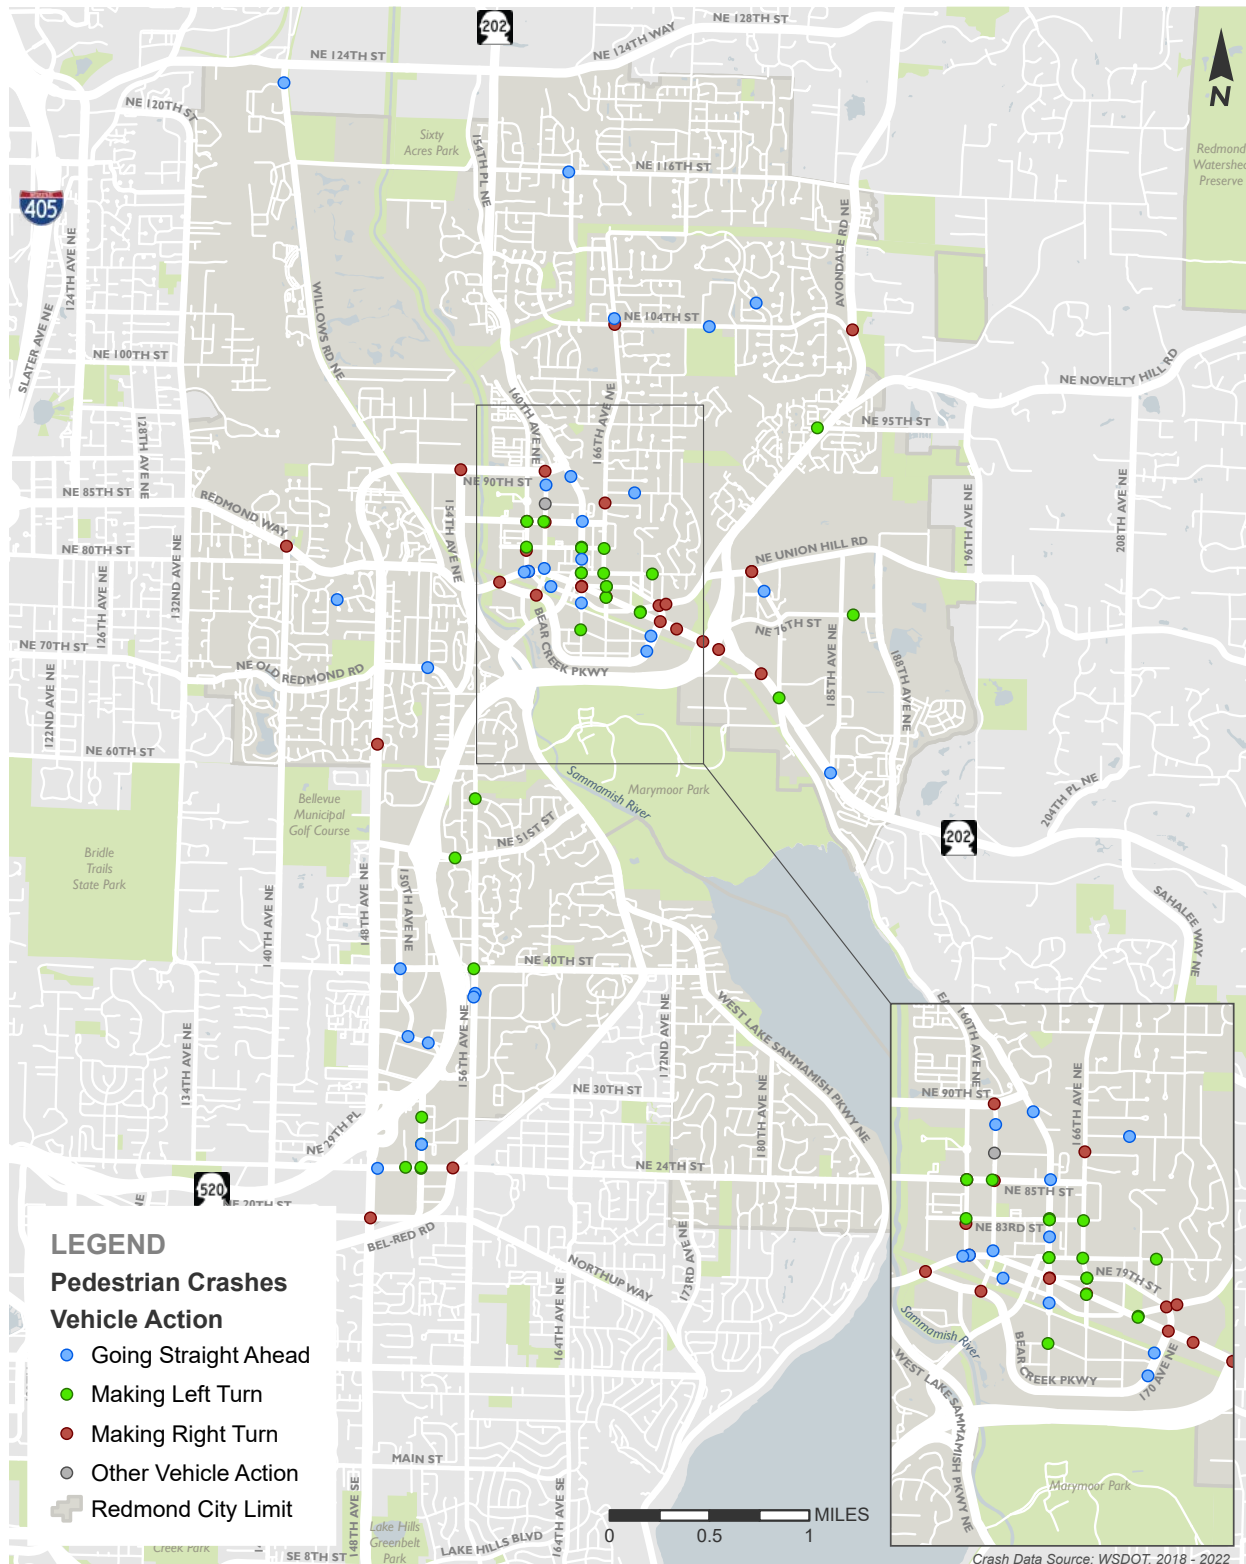 202
NE 128TH ST
NE 124TH WAY
NE 124TH ST
N
NE 120TH ST
Sixty
Acres Park
154TH PL NE
NE 116TH ST
Redmond
Watershed
Preserve
405
124TH AVE NE
AVONDALE RD NE
WILLOWS RD NE
SLATER AVE NE
NE 104TH ST
NE 100TH ST
NE NOVELTY HILL RD
160TH AVE NE
166TH AVE NE
128TH AVE NE
NE 95TH ST
NE 90TH ST
NE 85TH ST
REDMOND WAY
154TH AVE NE
196TH AVE NE
208TH AVE NE
NE 80TH ST
NE UNION HILL RD
126TH AVE NE
132ND AVE NE
BEAR CREEK PKWY
NE 76TH ST
NE 70TH ST
NE OLD REDMOND RD
185TH AVE NE
188TH AVE NE
122ND AVE NE
NE 60TH ST
Sammamish River
Marymoor Park
204TH PL NE
Bellevue
Municipal
Golf Course
NE 51ST ST
202
Bridle
Trails
State Park
148TH AVE NE
150TH AVE NE
140TH AVE NE
SAHALEE WAY NE
NE 40TH ST
WEST LAKE SAMMAMISH PKWY NE
172ND AVE NE
156TH AVE NE
134TH AVE NE
NE 30TH ST
180TH AVE NE
NE 29TH PL
NE 24TH ST
520
NE 20TH ST
BEL-RED RD
173RD AVE NE
NORTHUP WAY
164TH AVE NE
MAIN ST
148TH AVE SE
164TH AVE SE
Lake Hills
Greenbelt
Park
LAKE HILLS BLVD
Creek Park
SE 8TH ST
160TH AVE NE
NE 90TH ST
166TH AVE NE
NE 85TH ST
NE 83RD ST
NE 79TH ST
Sammamish River
BEAR CREEK PKWY
170 AVE NE
WEST LAKE SAMMAMISH PKWY NE
Marymoor Park
LEGEND
Pedestrian Crashes
Vehicle Action
Going Straight Ahead
Making Left Turn
Making Right Turn
Other Vehicle Action
Redmond City Limit
MILES
0 0.5 1
Crash Data Source: WSDOT, 2018 - 2022